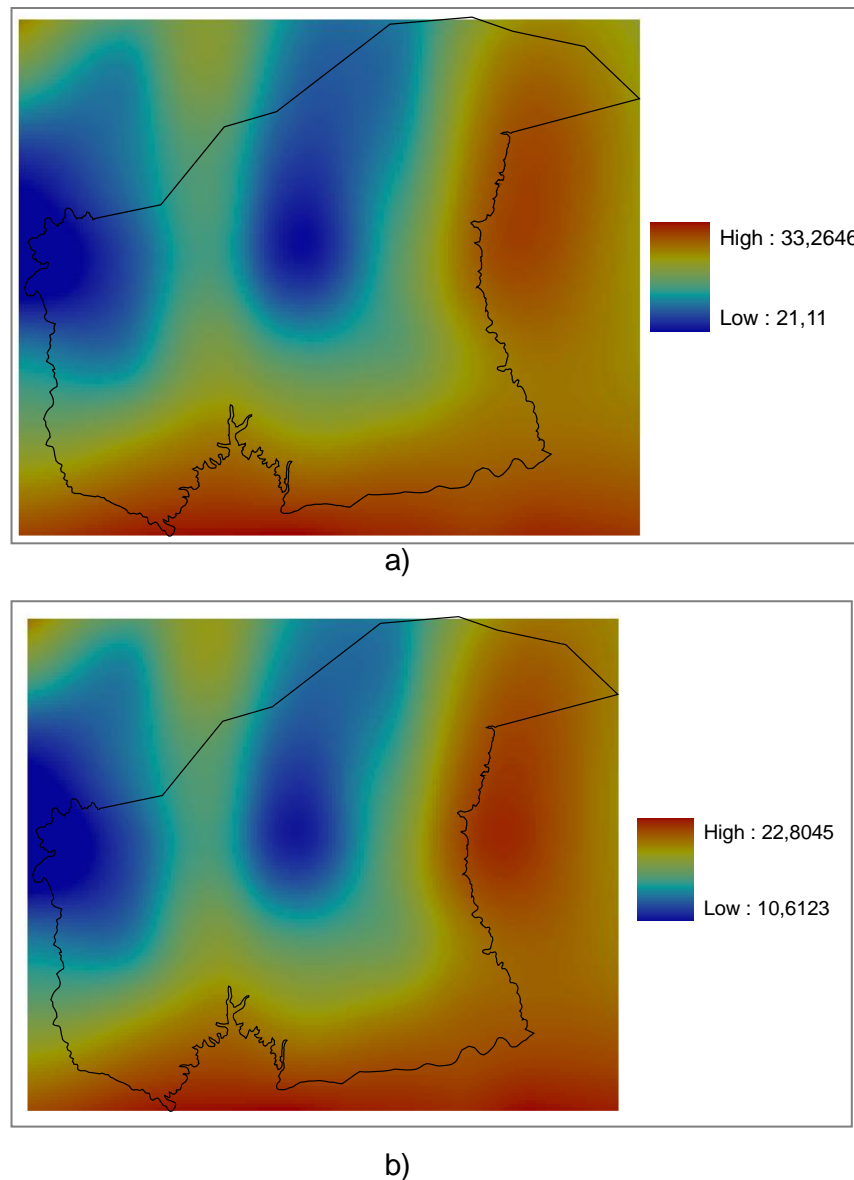 High : 33,2646
Low : 21,11
a)
High : 22,8045
Low : 10,6123
b)